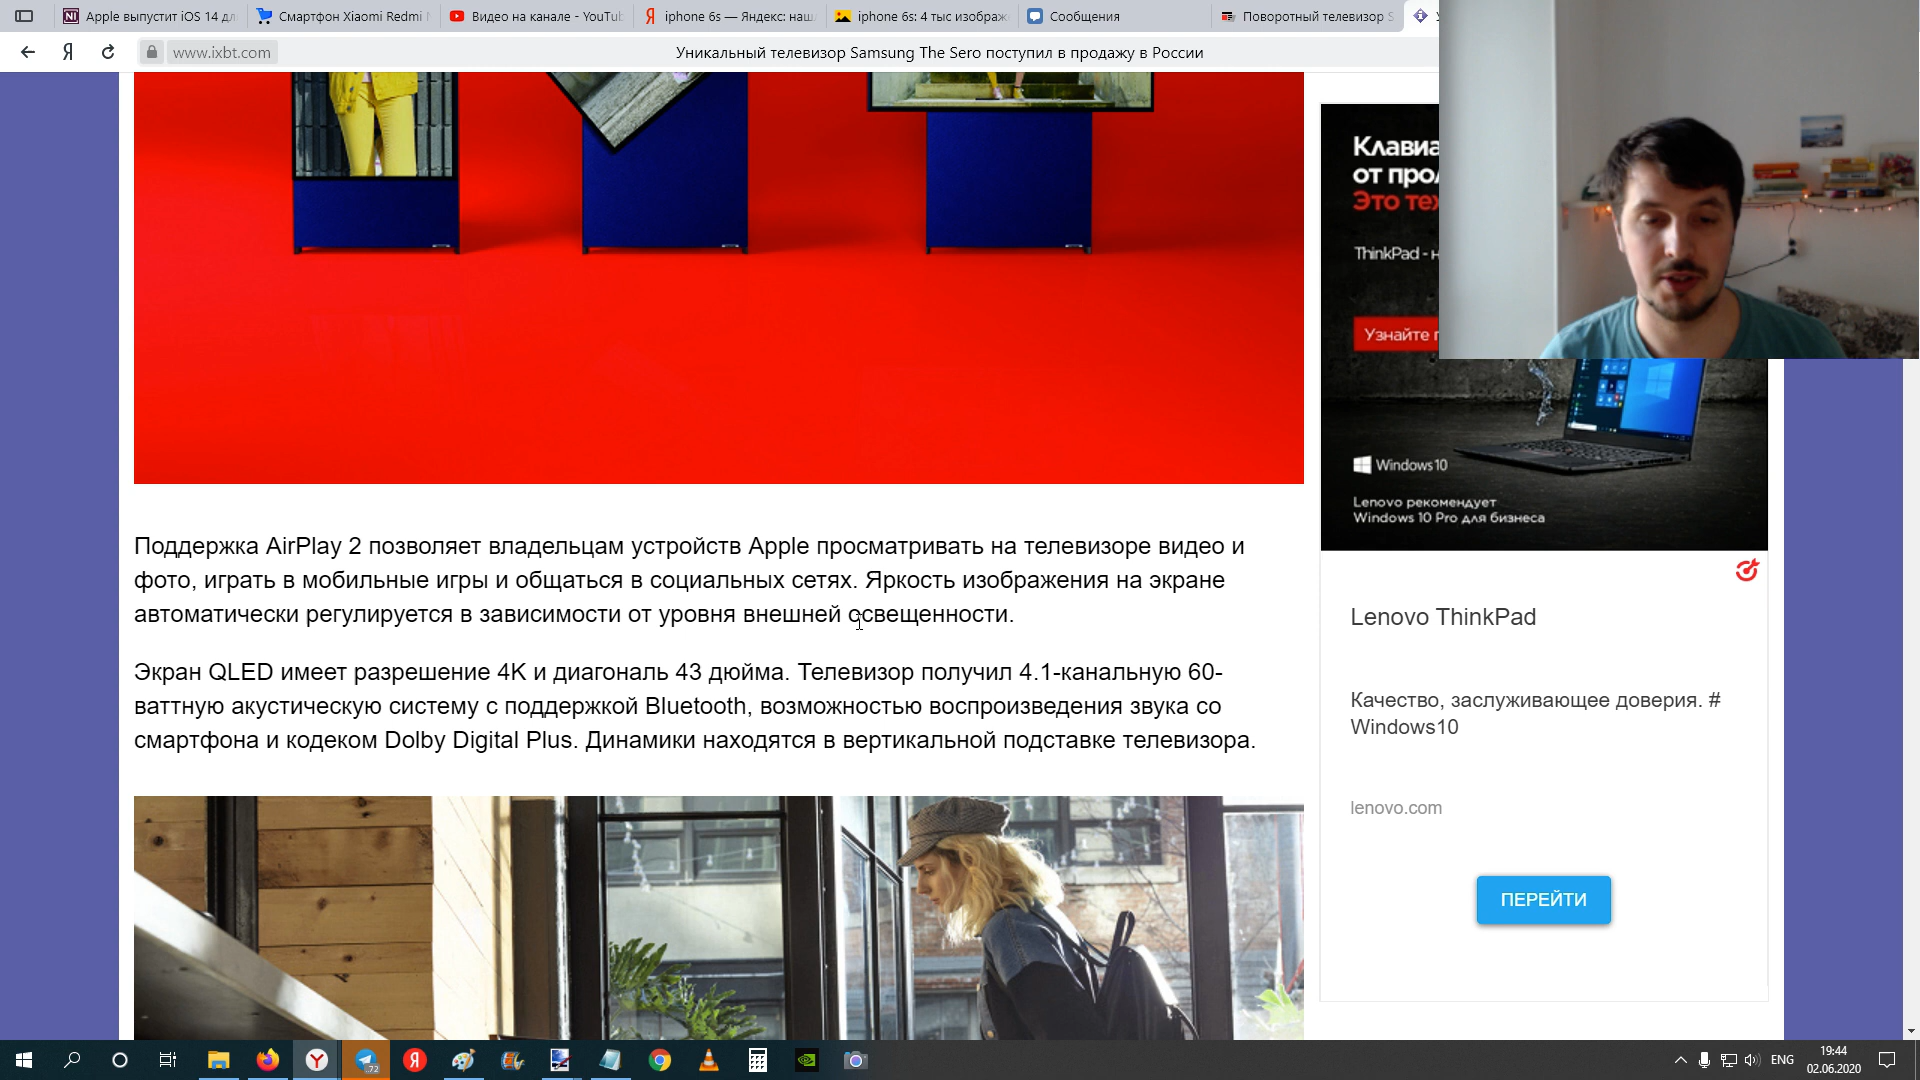 Apple выпустит iOS 14 дл
Смартфон Xiaomi Redmi
Видео на канале - YouTu
iphone 6s — Яндекс: наш
iphone 6s: 4 тыс изображ
Сообщения
Поворотный телевизор S
www.ixbt.com
Уникальный телевизор Samsung The Sero поступил в продажу в России
Клавиа
от про
Это тех
ThinkPad - н
Узнайте п
Windows10
Lenovo рекомендует
Windows 10 Pro для бизнеса
Поддержка AirPlay 2 позволяет владельцам устройств Apple просматривать на телевизоре видео и
фото, играть в мобильные игры и общаться в социальных сетях. Яркость изображения на экране
автоматически регулируется в зависимости от уровня внешней освещенности.
Экран QLED имеет разрешение 4K и диагональ 43 дюйма. Телевизор получил 4.1-канальную 60-
ваттную акустическую систему с поддержкой Bluetooth, возможностью воспроизведения звука со
смартфона и кодеком Dolby Digital Plus. Динамики находятся в вертикальной подставке телевизора.
Lenovo ThinkPad
Качество, заслуживающее доверия. #
Windows10
lenovo.com
ПЕРЕЙТИ
72
ENG
19:44
02.06.2020